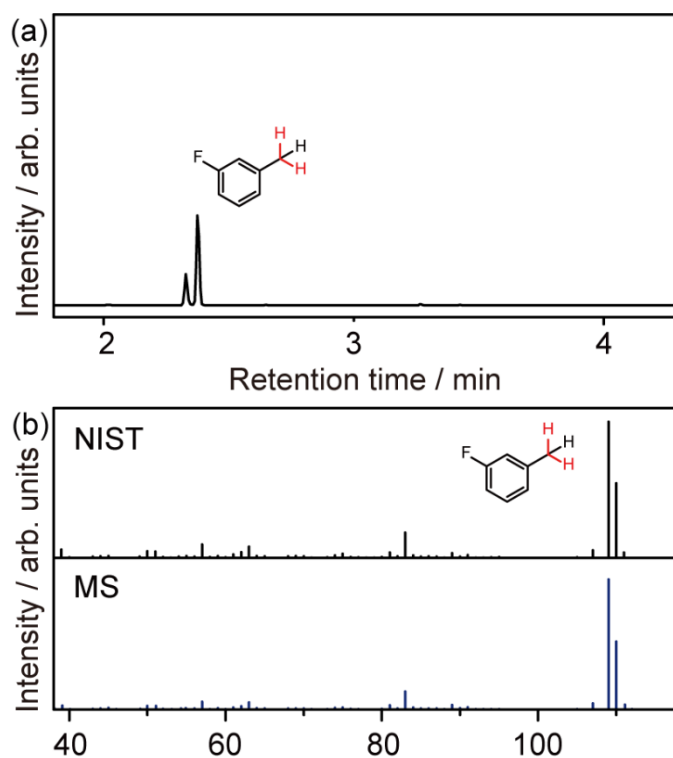 (a)
Intensity / arb. units
F
H
H
H
2
3
4
Retention time / min
(b)
Intensity / arb. units
NIST
F
H
H
H
MS
40
60
80
100